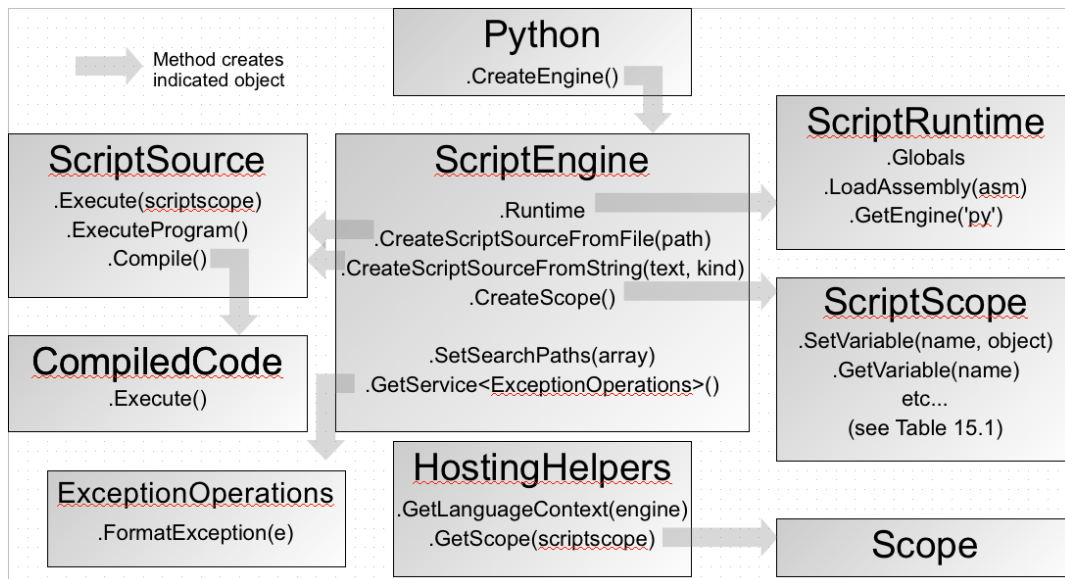 Method creates
indicated object
Python
.CreateEngine()
ScriptSource
.Execute(scriptscope)
.ExecuteProgram()
.Compile()
ScriptEngine
.Runtime
.CreateScriptSourceFromFile(path)
.CreateScriptSourceFromString(text, kind)
.CreateScope()
.SetSearchPaths(array)
.GetService<ExceptionOperations>()
ScriptRuntime
.Globals
.LoadAssembly(asm)
.GetEngine('py')
ScriptScope
.SetVariable(name, object)
.GetVariable(name)
etc...
(see Table 15.1)
CompiledCode
.Execute()
ExceptionOperations
.FormatException(e)
HostingHelpers
.GetLanguageContext(engine)
.GetScope(scriptscope)
Scope